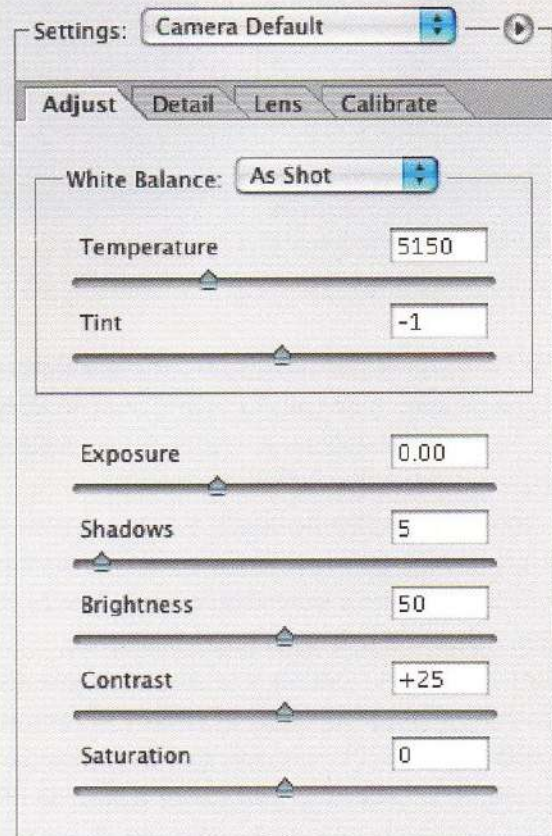 Settings: Camera Default
Adjust Detail Lens Calibrate
White Balance: As Shot
Temperature 5150
Tint -1
Exposure 0.00
Shadows 5
Brightness 50
Contrast +25
Saturation 0